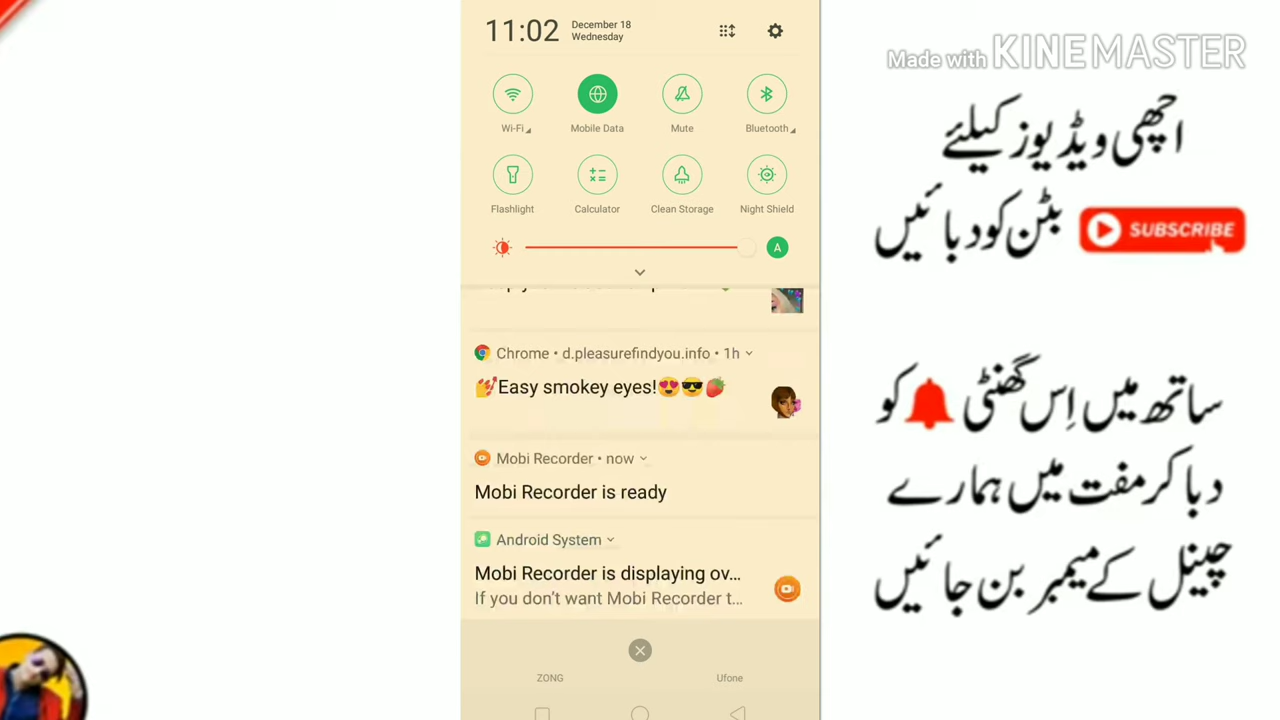 11:02
December 18
Wednesday
Wi-Fi
Mobile Data
Mute
Bluetooth
Flashlight
Calculator
Clean Storage
Night Shield
A
Chrome • d.pleasurefindyou.info • 1h
💅Easy smokey eyes!😍😎🍓
Mobi Recorder • now
Mobi Recorder is ready
Android System
Mobi Recorder is displaying ov...
If you don't want Mobi Recorder t...
ZONG
Ufone
Made with KINEMASTER
اچھی ویڈیوز کیلئے
SUBSCRIBE بٹن کو دبائیں
ساتھ میں اِس گھنٹی 🔔 کو
دبا کر مفت میں ہمارے
چینل کے میمبر بن جائیں